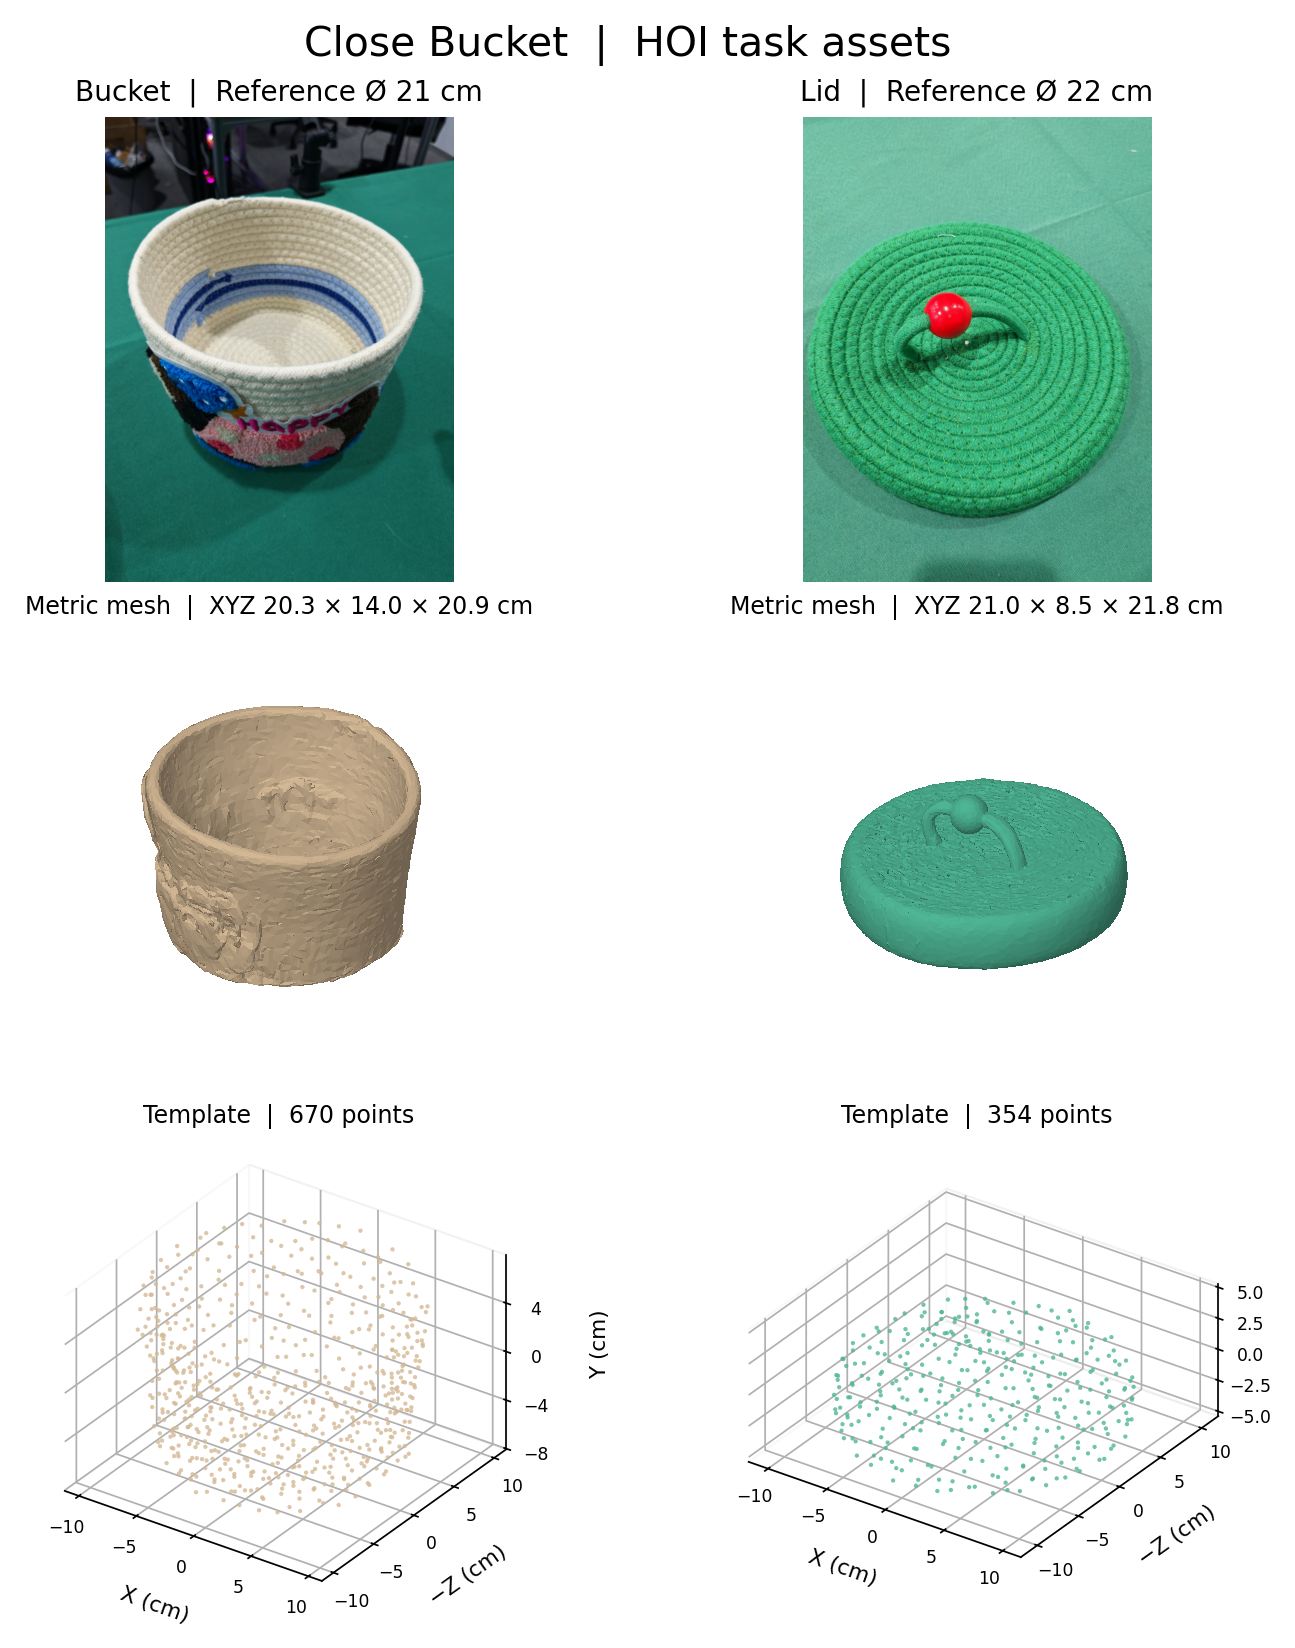 Close Bucket | HOI task assets
Bucket | Reference Ø 21 cm
Lid | Reference Ø 22 cm
HAPPY
Metric mesh | XYZ 20.3 × 14.0 × 20.9 cm
Metric mesh | XYZ 21.0 × 8.5 × 21.8 cm
Template | 670 points
Template | 354 points
4
0
−4
−8
Y (cm)
10
5
0
−5
−10
−Z (cm)
−10
−5
0
5
10
X (cm)
5.0
2.5
0.0
−2.5
−5.0
10
5
0
−5
−10
−Z (cm)
−10
−5
0
5
10
X (cm)